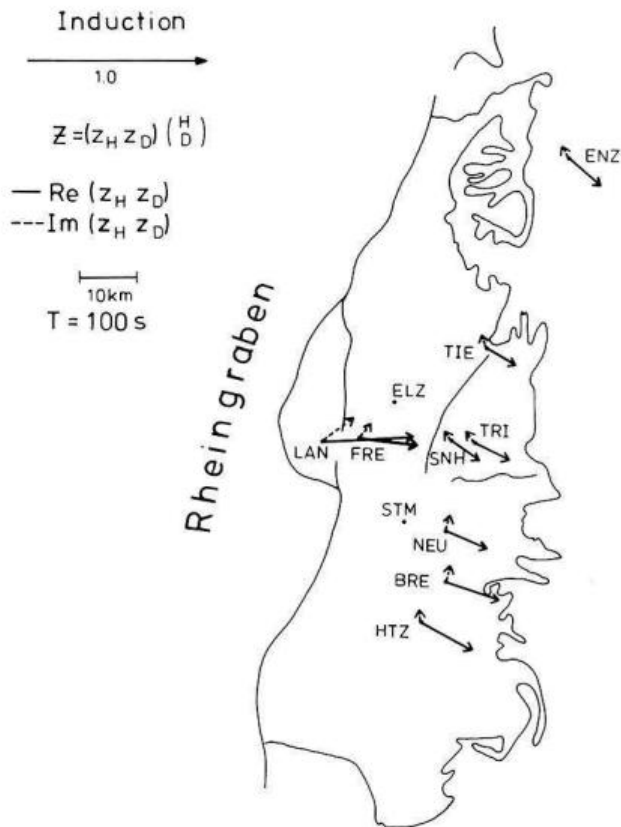 Induction
1.0
Z = (z_H z_D) (H D)
— Re (z_H z_D)
--- Im (z_H z_D)
10km
T = 100 s
Rheingraben
ENZ
TIE
ELZ
TRI
LAN FRE SNH
STM
NEU
BRE
HTZ